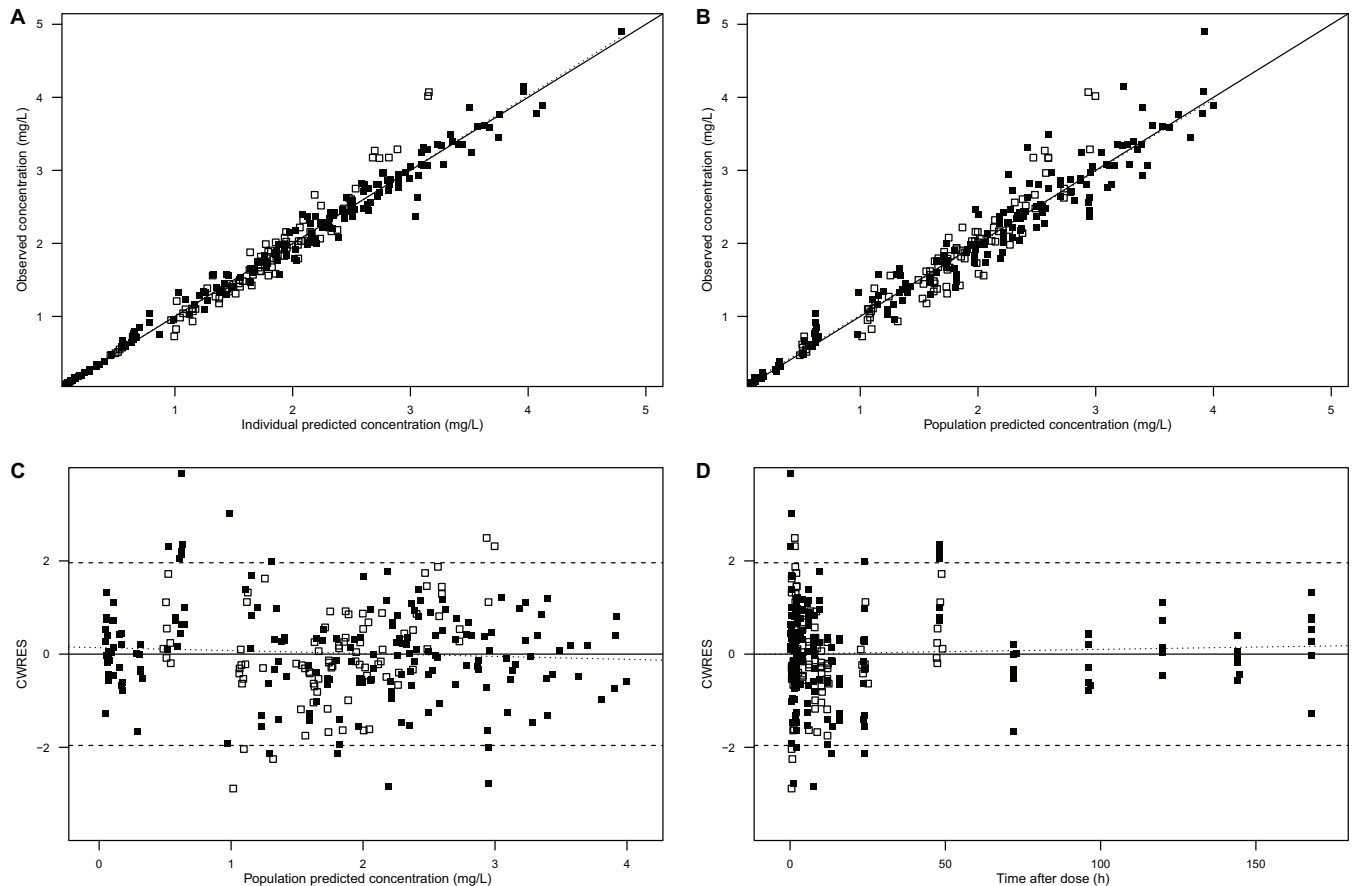 A
Observed concentration (mg/L)
5
4
3
2
1
1 2 3 4 5
Individual predicted concentration (mg/L)
B
Observed concentration (mg/L)
5
4
3
2
1
1 2 3 4 5
Population predicted concentration (mg/L)
C
CWRES
2
0
−2
0 1 2 3 4
Population predicted concentration (mg/L)
D
CWRES
2
0
−2
0 50 100 150
Time after dose (h)